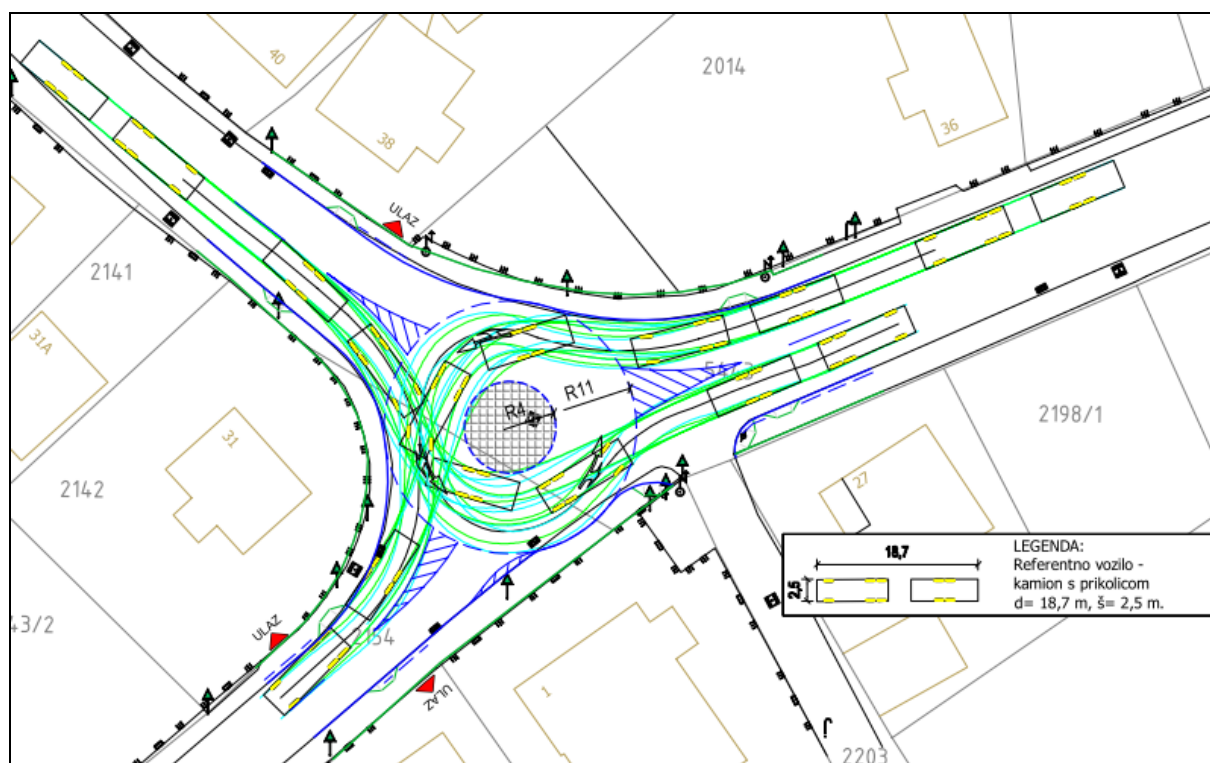 40
2014
38
36
ULAZ
2141
31A
R4
R11
2198/1
31
2142
27
18,7
2,5
LEGENDA:
Referentno vozilo -
kamion s prikolicom
d= 18,7 m, š= 2,5 m.
43/2
ULAZ
2154
ULAZ
1
2203